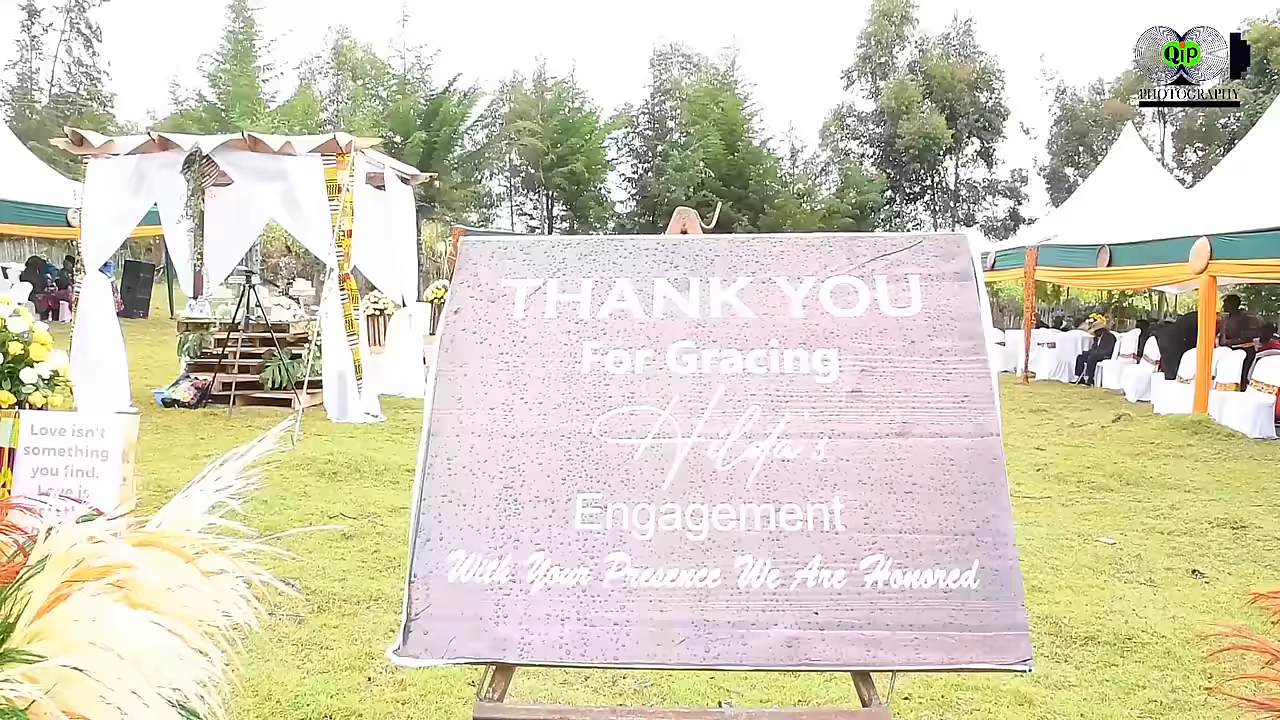 QiP
PHOTOGRAPHY
THANK YOU
For Gracing
Hilda's
Engagement
With Your Presence We Are Honored
Love isn't
something
you find.
Love is